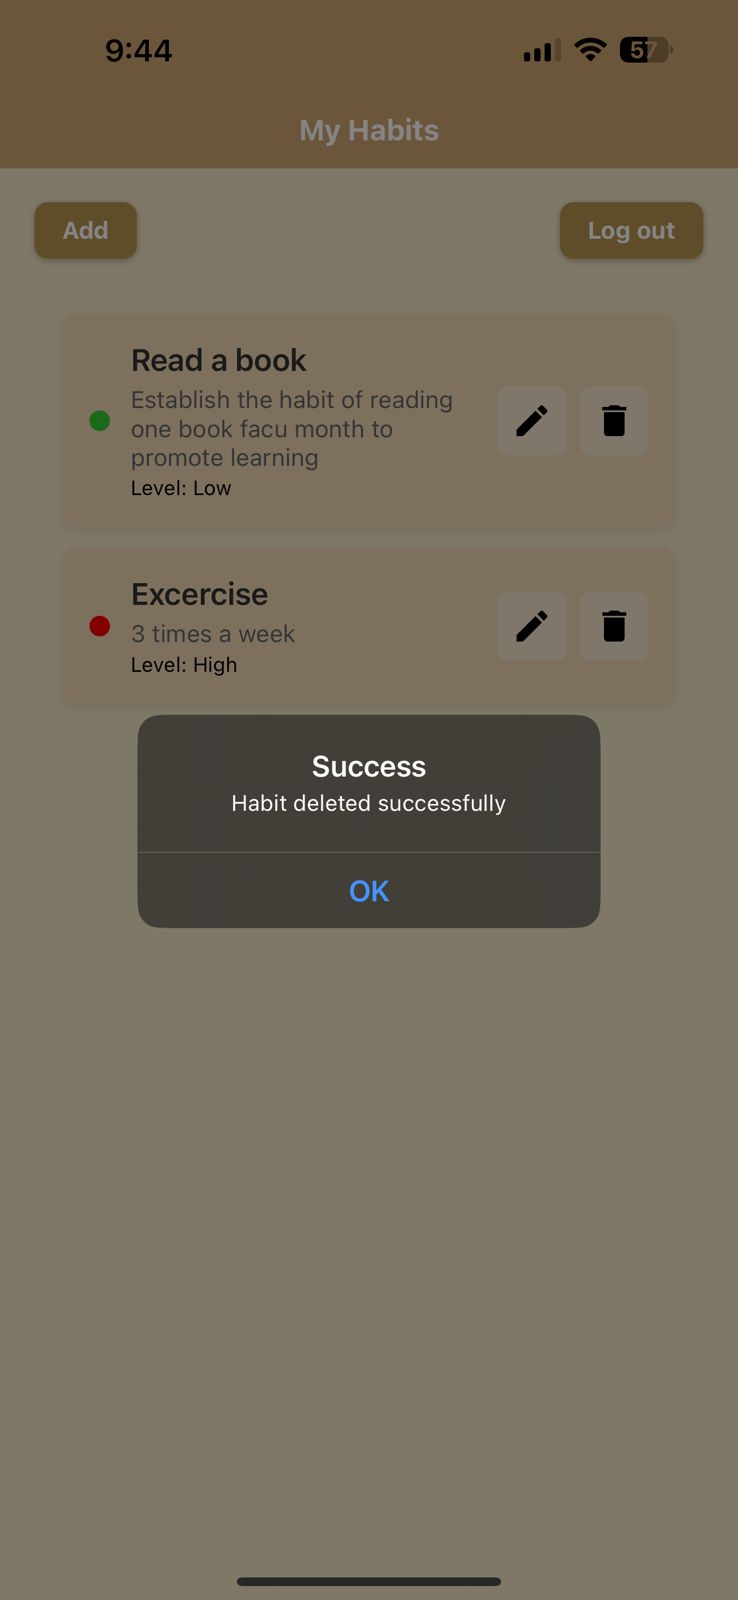 9:44
57
My Habits
Add
Log out
Read a book
Establish the habit of reading
one book facu month to
promote learning
Level: Low
Excercise
3 times a week
Level: High
Success
Habit deleted successfully
OK